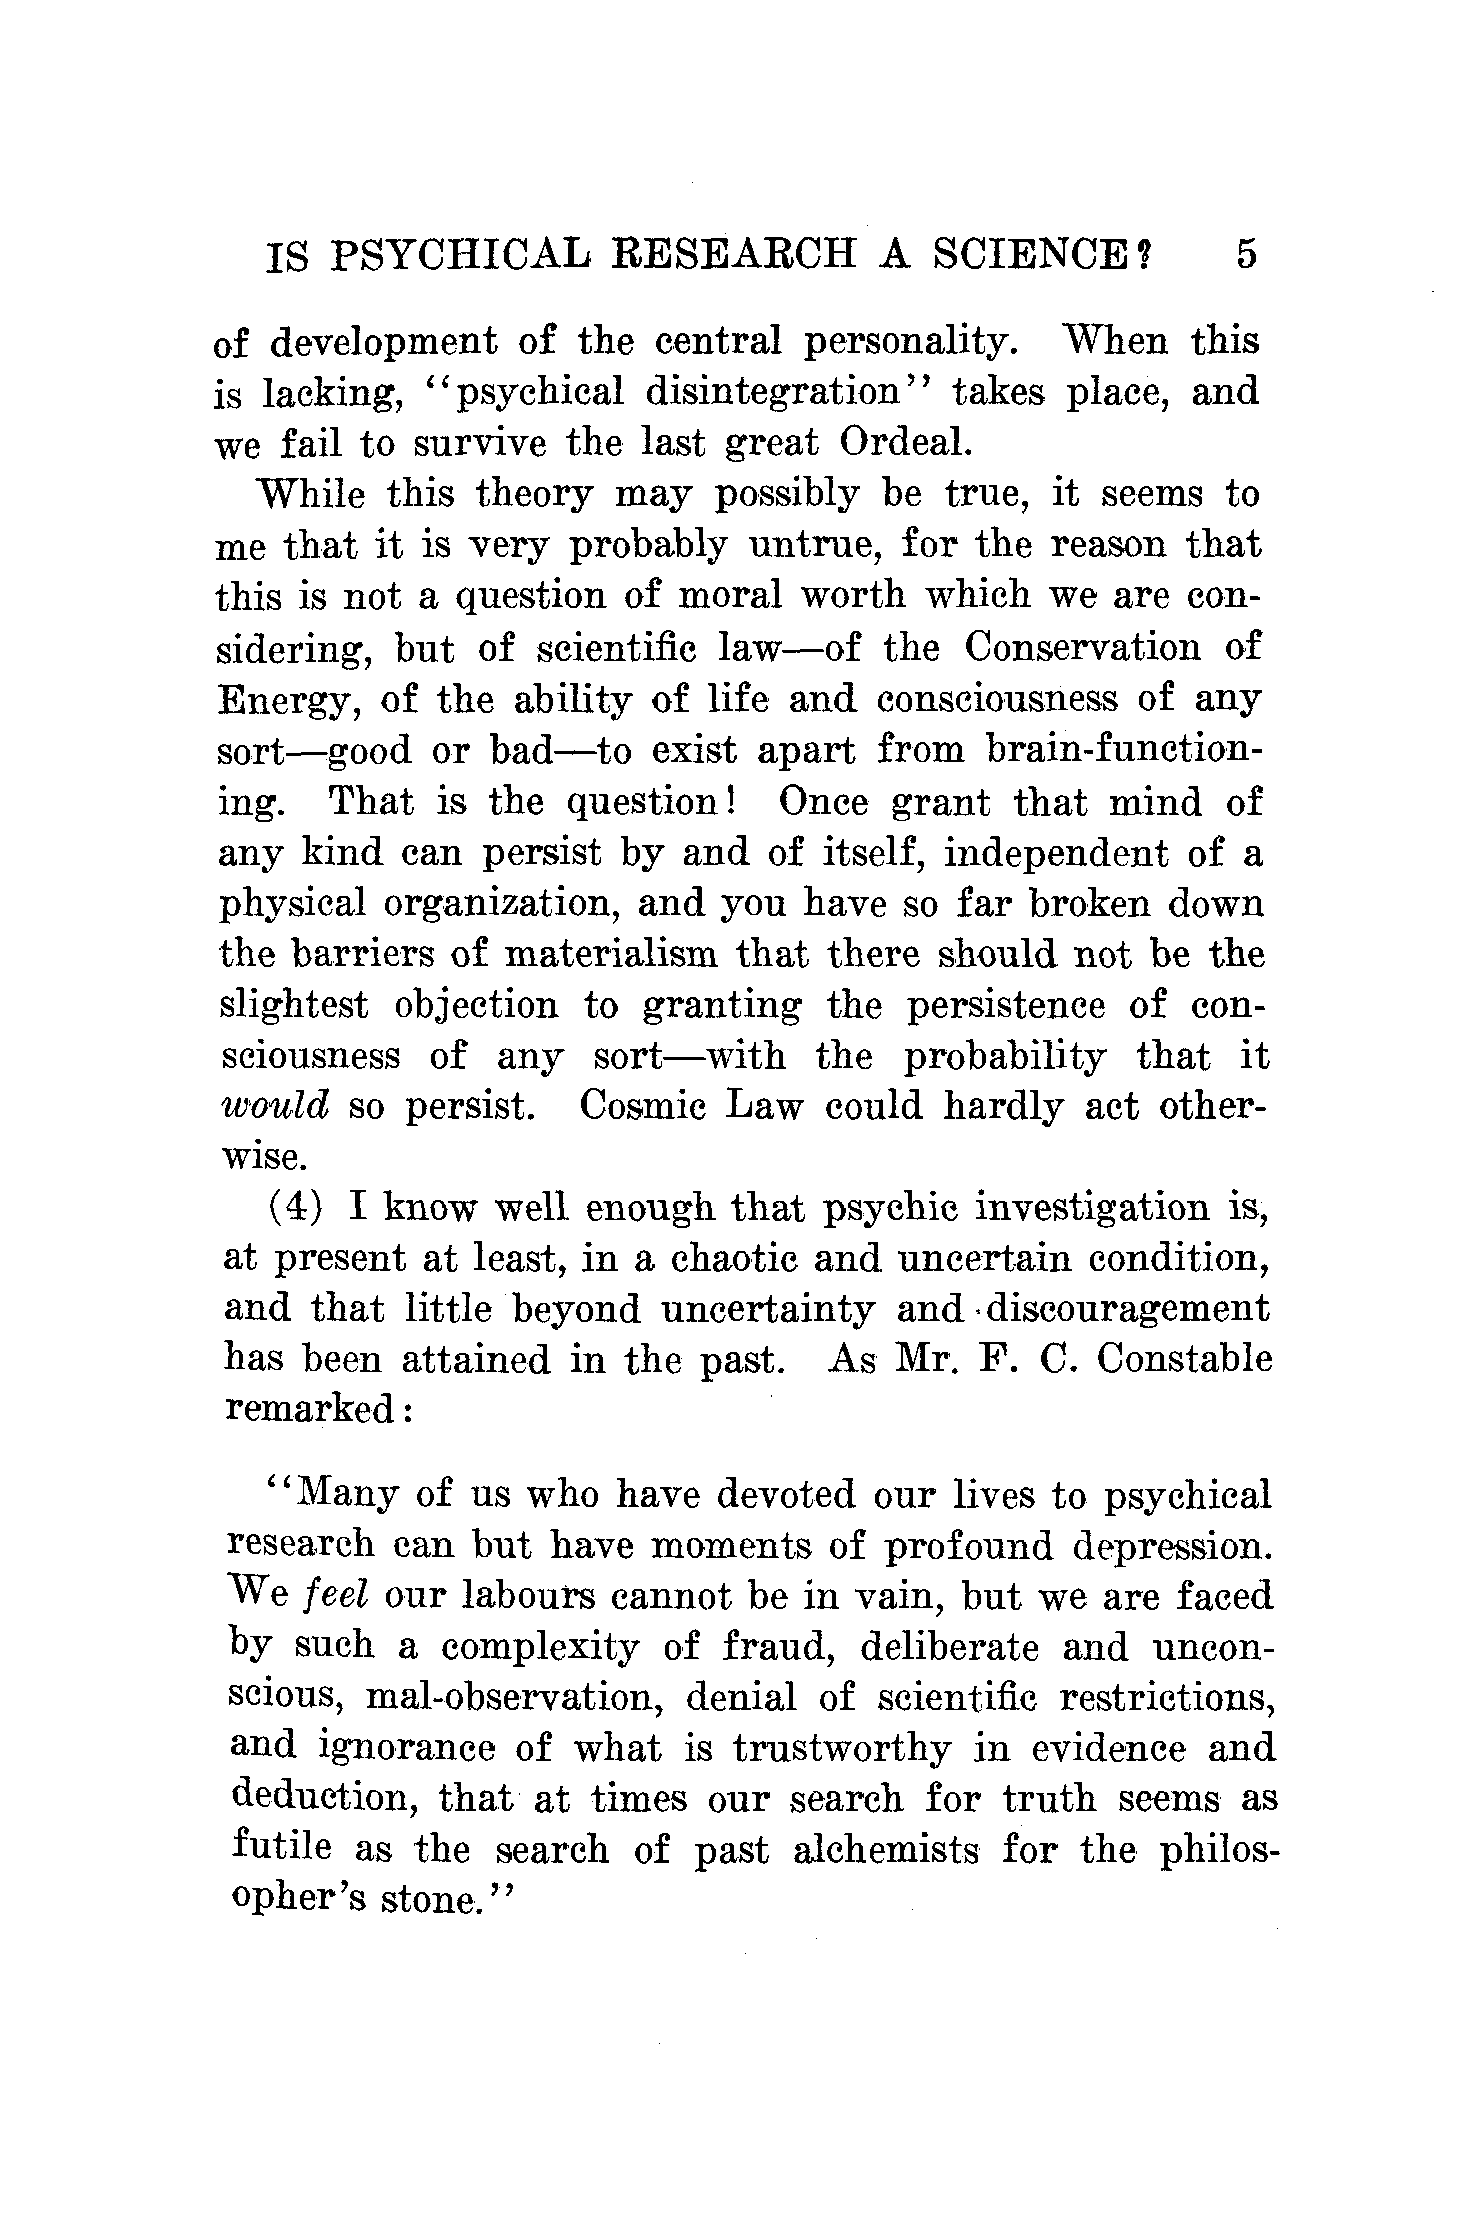 IS PSYCHICAL RESEARCH A SCIENCE? 5
of development of the central personality. When this
is lacking, "psychical disintegration" takes place, and
we fail to survive the last great Ordeal.
While this theory may possibly be true, it seems to
me that it is very probably untrue, for the reason that
this is not a question of moral worth which we are con-
sidering, but of scientific law—of the Conservation of
Energy, of the ability of life and consciousness of any
sort—good or bad—to exist apart from brain-function-
ing. That is the question! Once grant that mind of
any kind can persist by and of itself, independent of a
physical organization, and you have so far broken down
the barriers of materialism that there should not be the
slightest objection to granting the persistence of con-
sciousness of any sort—with the probability that it
would so persist. Cosmic Law could hardly act other-
wise.
(4) I know well enough that psychic investigation is,
at present at least, in a chaotic and uncertain condition,
and that little beyond uncertainty and discouragement
has been attained in the past. As Mr. F. C. Constable
remarked:
"Many of us who have devoted our lives to psychical
research can but have moments of profound depression.
We feel our labours cannot be in vain, but we are faced
by such a complexity of fraud, deliberate and uncon-
scious, mal-observation, denial of scientific restrictions,
and ignorance of what is trustworthy in evidence and
deduction, that at times our search for truth seems as
futile as the search of past alchemists for the philos-
opher's stone."